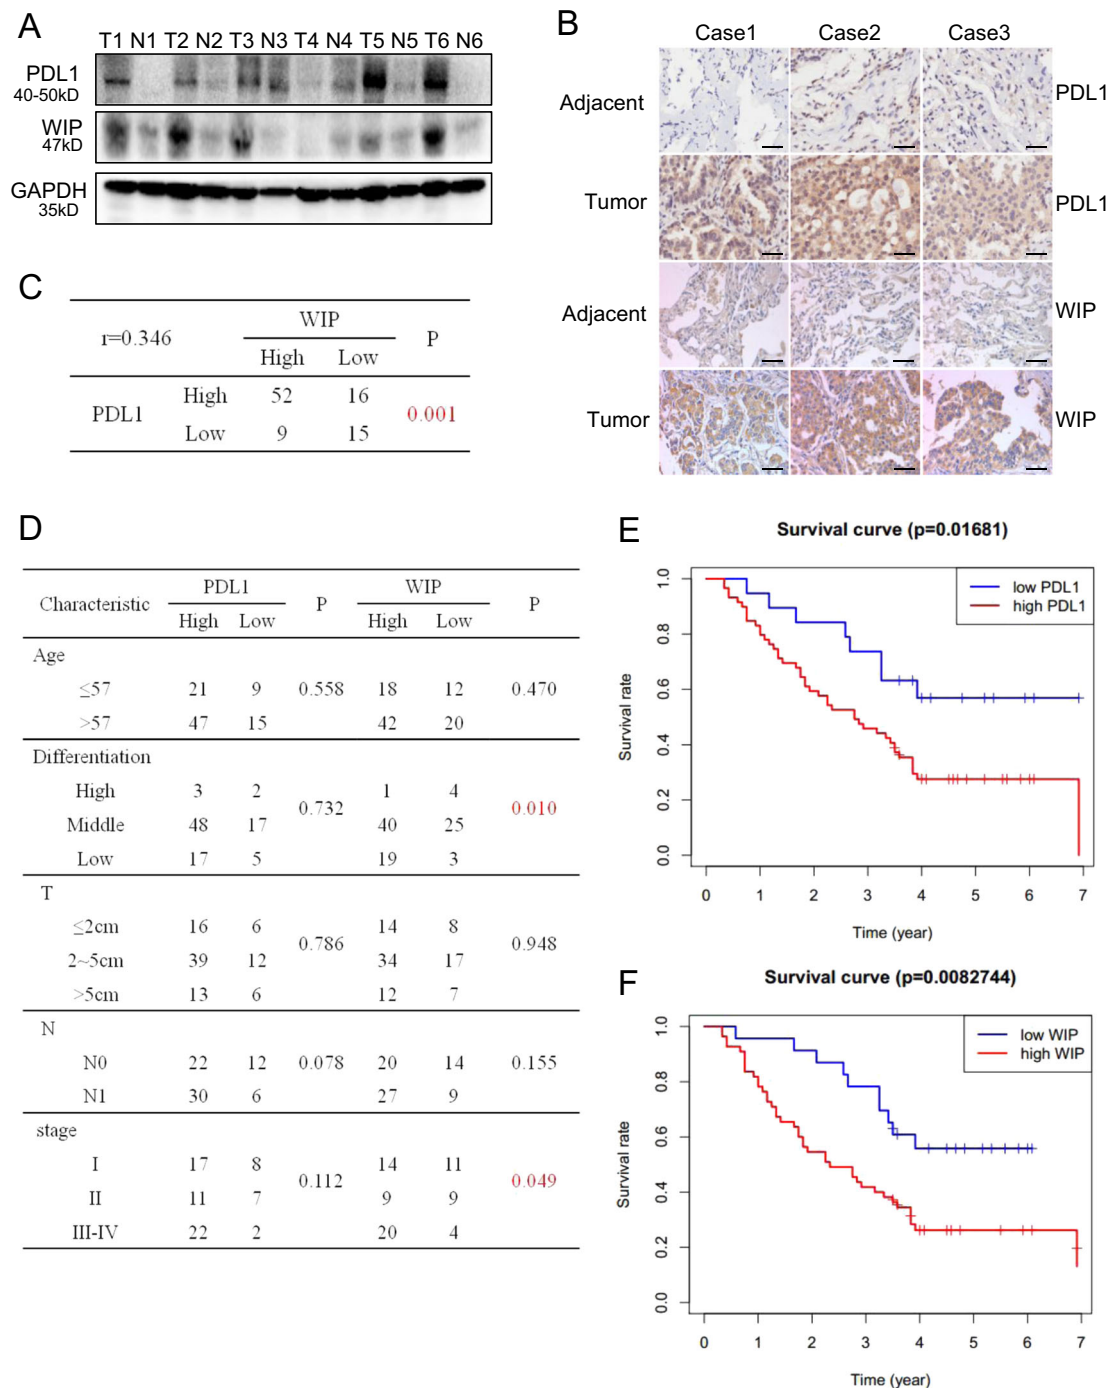 A
T1 N1 T2 N2 T3 N3 T4 N4 T5 N5 T6 N6
PDL1
40-50kD
WIP
47kD
GAPDH
35kD
B
Case1 Case2 Case3
Adjacent PDL1
Tumor PDL1
Adjacent WIP
Tumor WIP
C
r=0.346 WIP P
High Low
PDL1 High 52 16 0.001
Low 9 15
D
Characteristic PDL1 P WIP P
High Low High Low
Age
≤57 21 9 0.558 18 12 0.470
>57 47 15 42 20
Differentiation
High 3 2 0.732 1 4 0.010
Middle 48 17 40 25
Low 17 5 19 3
T
≤2cm 16 6 0.786 14 8 0.948
2~5cm 39 12 34 17
>5cm 13 6 12 7
N
N0 22 12 0.078 20 14 0.155
N1 30 6 27 9
stage
I 17 8 0.112 14 11 0.049
II 11 7 9 9
III-IV 22 2 20 4
E
Survival curve (p=0.01681)
low PDL1
high PDL1
Survival rate
1.0
0.8
0.6
0.4
0.2
0.0
0 1 2 3 4 5 6 7
Time (year)
F
Survival curve (p=0.0082744)
low WIP
high WIP
Survival rate
1.0
0.8
0.6
0.4
0.2
0.0
0 1 2 3 4 5 6 7
Time (year)